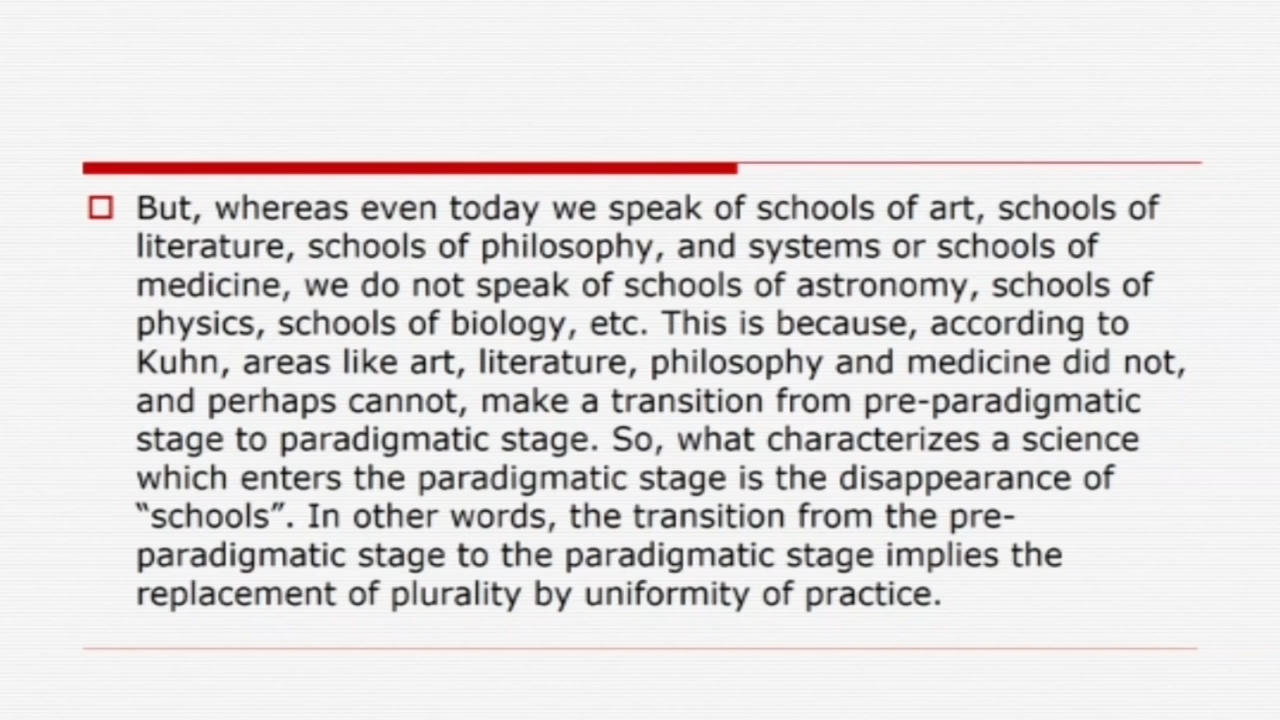 But, whereas even today we speak of schools of art, schools of
literature, schools of philosophy, and systems or schools of
medicine, we do not speak of schools of astronomy, schools of
physics, schools of biology, etc. This is because, according to
Kuhn, areas like art, literature, philosophy and medicine did not,
and perhaps cannot, make a transition from pre-paradigmatic
stage to paradigmatic stage. So, what characterizes a science
which enters the paradigmatic stage is the disappearance of
“schools”. In other words, the transition from the pre-
paradigmatic stage to the paradigmatic stage implies the
replacement of plurality by uniformity of practice.